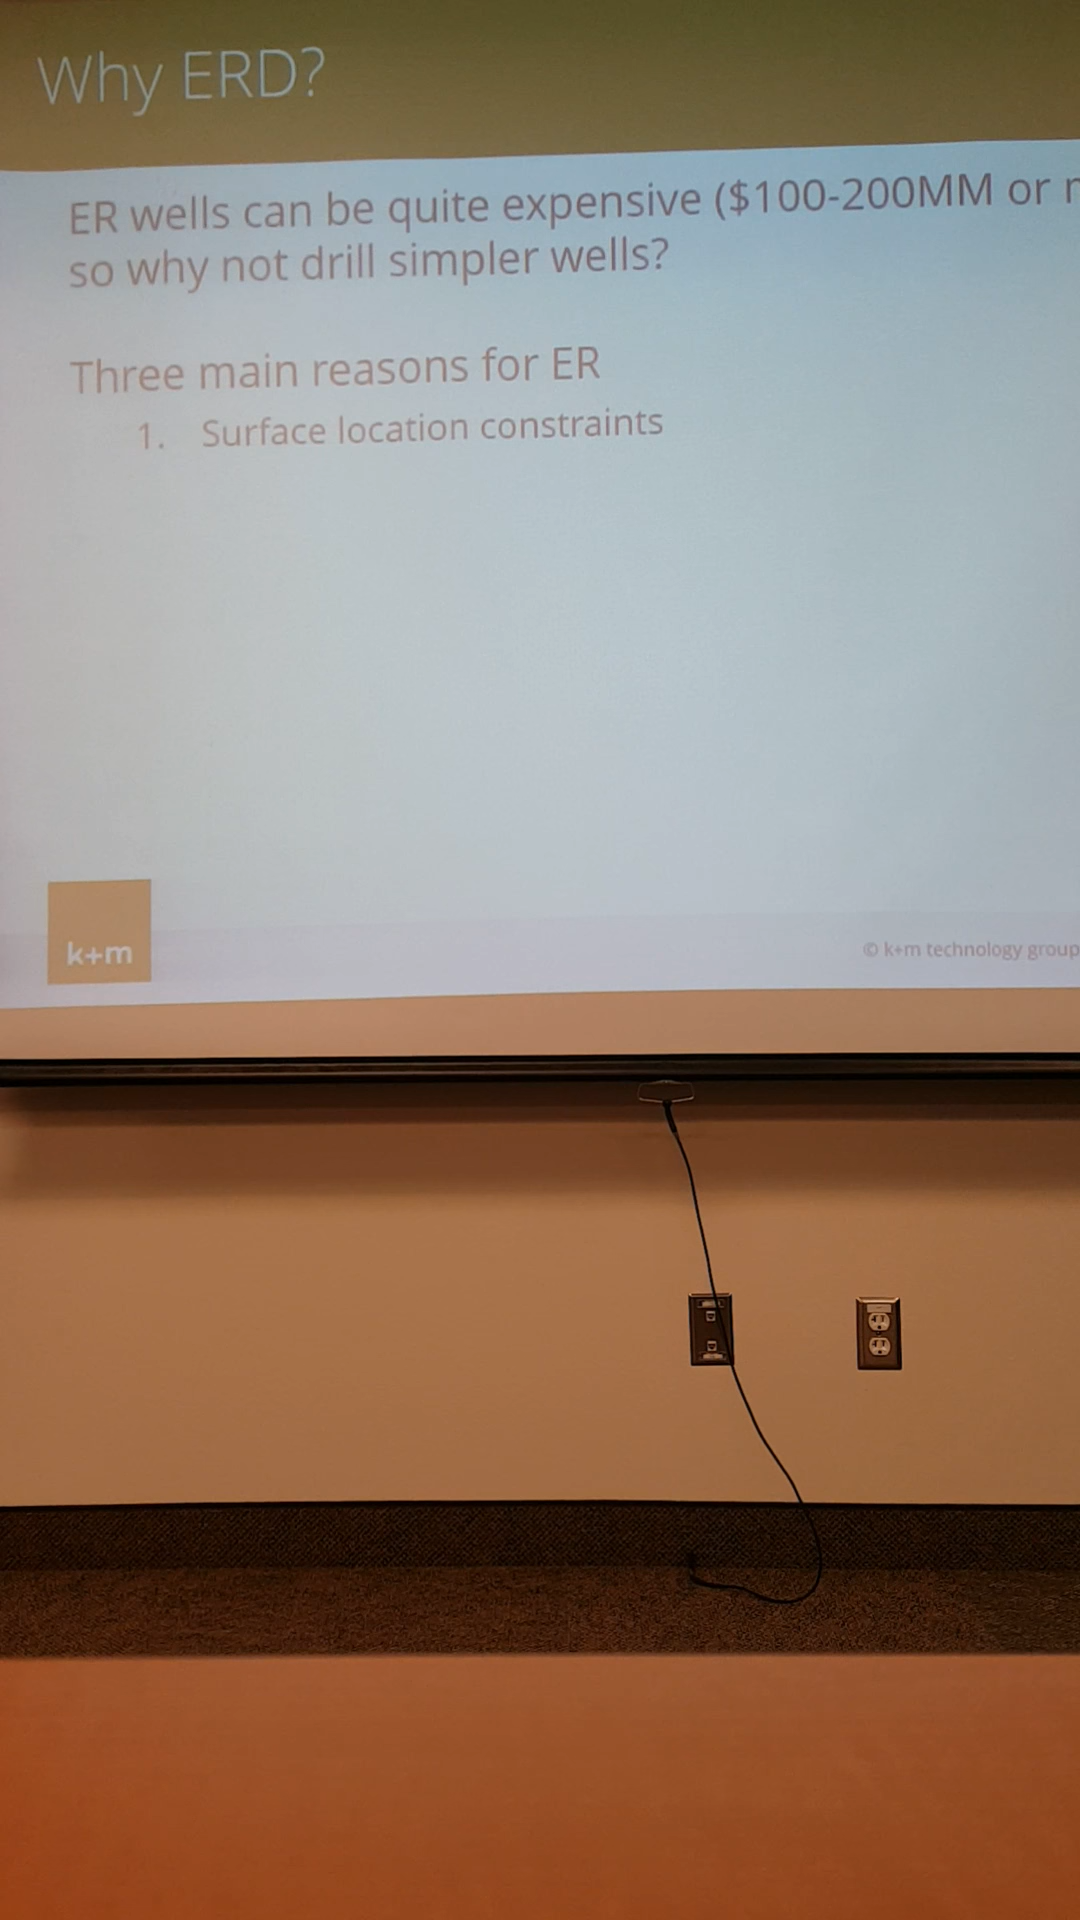 Why ERD?
ER wells can be quite expensive ($100-200MM or
so why not drill simpler wells?
Three main reasons for ER
1. Surface location constraints
k+m
© k+m technology group